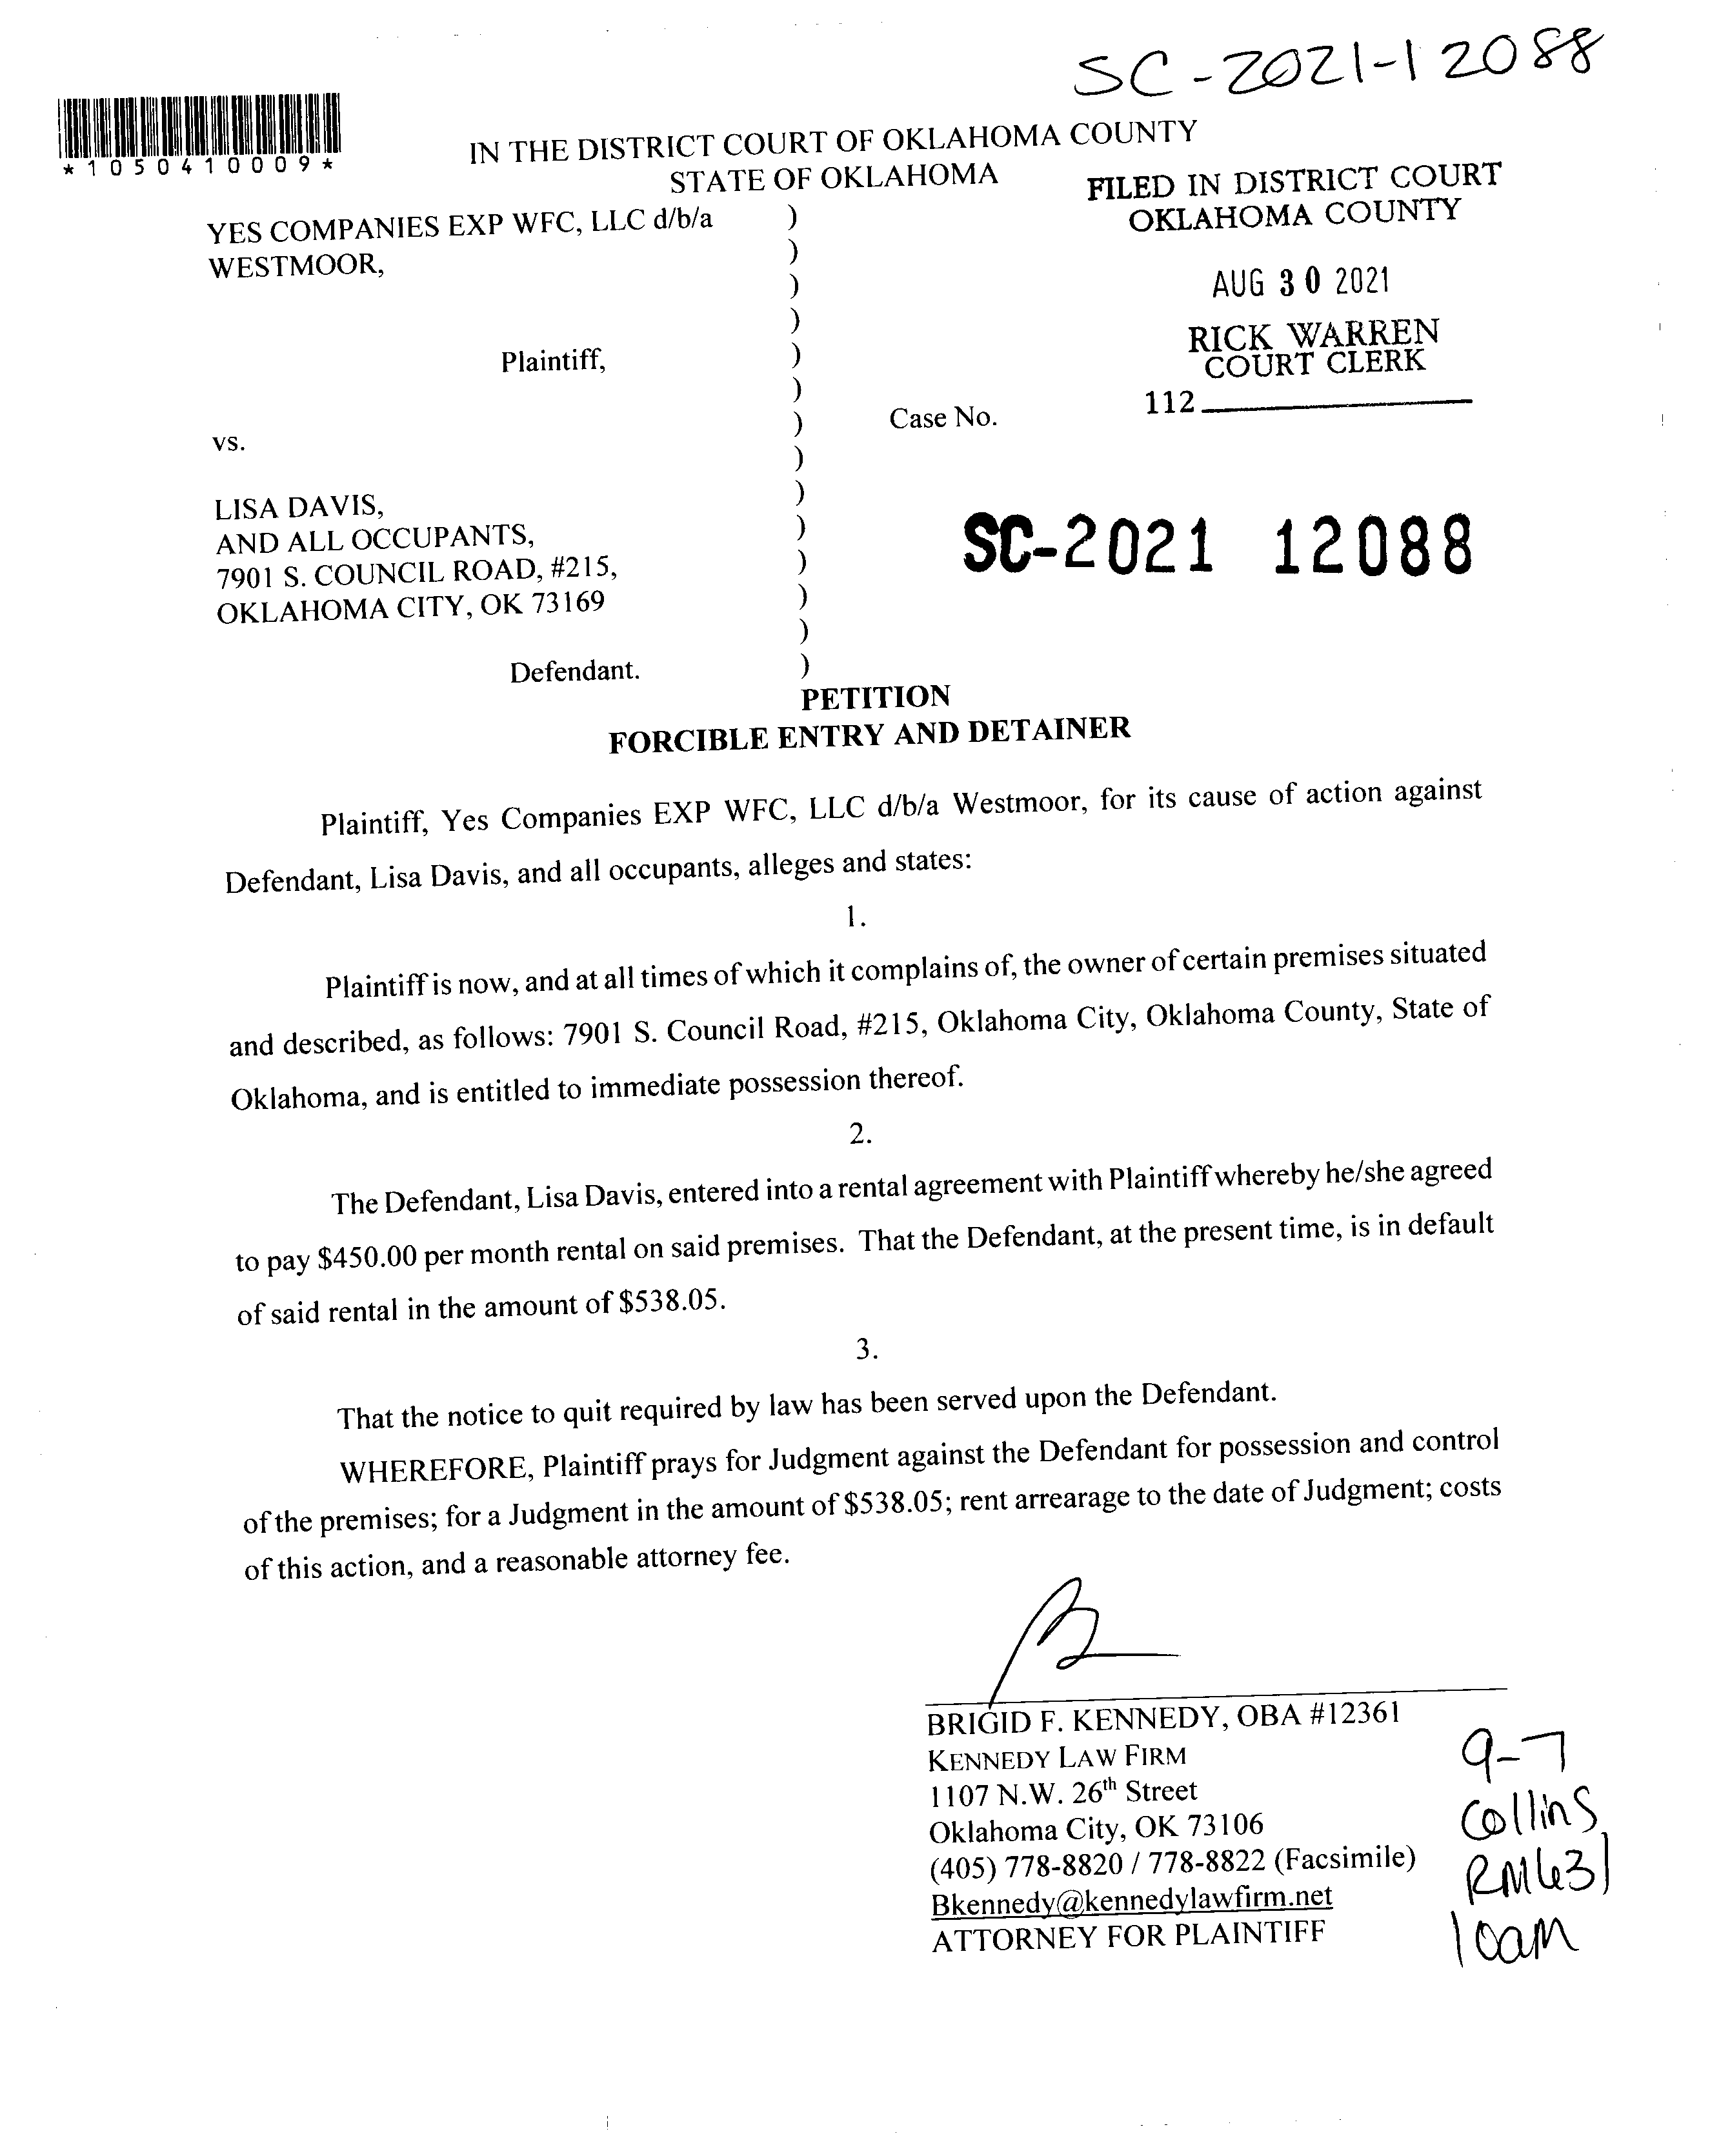 SC-2021-12088
*1050410009*
IN THE DISTRICT COURT OF OKLAHOMA COUNTY
STATE OF OKLAHOMA
FILED IN DISTRICT COURT
OKLAHOMA COUNTY
AUG 30 2021
RICK WARREN
COURT CLERK
112
YES COMPANIES EXP WFC, LLC d/b/a
WESTMOOR,
Plaintiff,
vs.
Case No.
SC-2021 12088
LISA DAVIS,
AND ALL OCCUPANTS,
7901 S. COUNCIL ROAD, #215,
OKLAHOMA CITY, OK 73169
Defendant.
)
)
)
)
)
)
)
)
)
)
)
)
)
)
PETITION
FORCIBLE ENTRY AND DETAINER
Plaintiff, Yes Companies EXP WFC, LLC d/b/a Westmoor, for its cause of action against
Defendant, Lisa Davis, and all occupants, alleges and states:
1.
Plaintiff is now, and at all times of which it complains of, the owner of certain premises situated
and described, as follows: 7901 S. Council Road, #215, Oklahoma City, Oklahoma County, State of
Oklahoma, and is entitled to immediate possession thereof.
2.
The Defendant, Lisa Davis, entered into a rental agreement with Plaintiff whereby he/she agreed
to pay $450.00 per month rental on said premises. That the Defendant, at the present time, is in default
of said rental in the amount of $538.05.
3.
That the notice to quit required by law has been served upon the Defendant.
WHEREFORE, Plaintiff prays for Judgment against the Defendant for possession and control
of the premises; for a Judgment in the amount of $538.05; rent arrearage to the date of Judgment; costs
of this action, and a reasonable attorney fee.
BRIGID F. KENNEDY, OBA #12361
KENNEDY LAW FIRM
1107 N.W. 26th Street
Oklahoma City, OK 73106
(405) 778-8820 / 778-8822 (Facsimile)
Bkennedy@kennedylawfirm.net
ATTORNEY FOR PLAINTIFF
9-7
Collins
RM631
10am